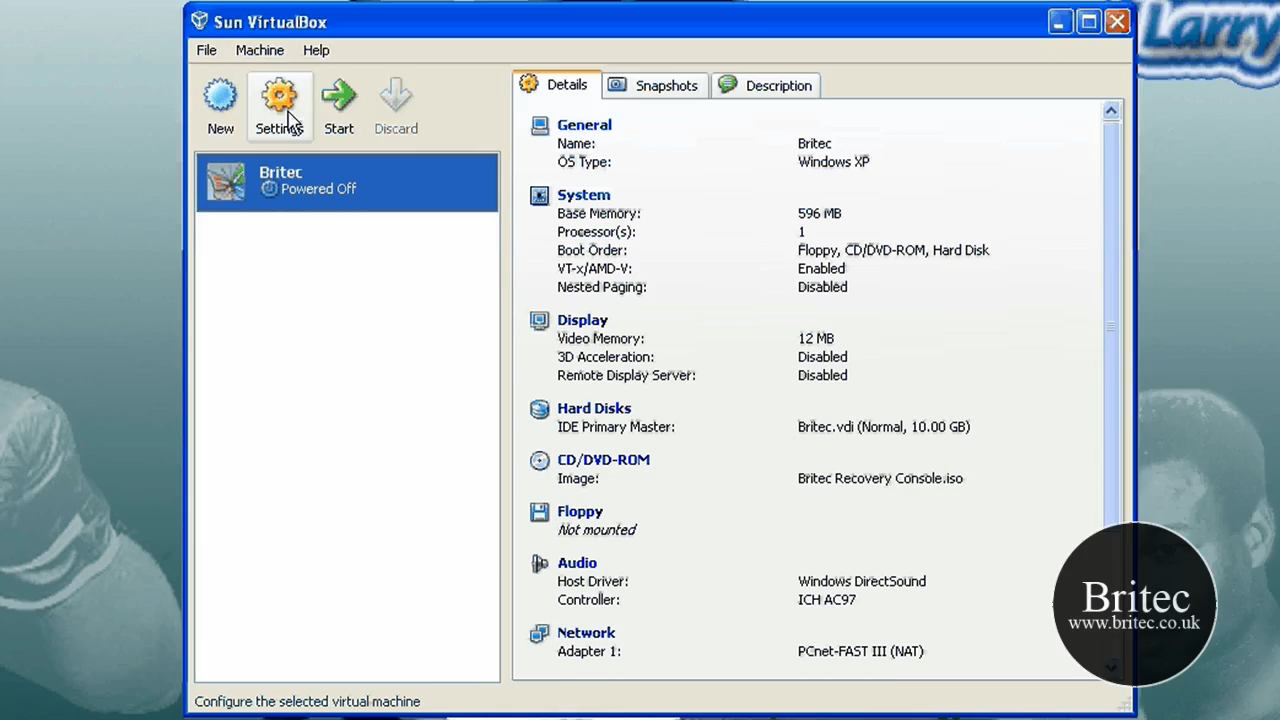 Sun VirtualBox
Larry
File Machine Help
New Settings Start Discard
Details Snapshots Description
Britec
Powered Off
General
Name: Britec
OS Type: Windows XP
System
Base Memory: 596 MB
Processor(s): 1
Boot Order: Floppy, CD/DVD-ROM, Hard Disk
VT-x/AMD-V: Enabled
Nested Paging: Disabled
Display
Video Memory: 12 MB
3D Acceleration: Disabled
Remote Display Server: Disabled
Hard Disks
IDE Primary Master: Britec.vdi (Normal, 10.00 GB)
CD/DVD-ROM
Image: Britec Recovery Console.iso
Floppy
Not mounted
Audio
Host Driver: Windows DirectSound
Controller: ICH AC97
Network
Adapter 1: PCnet-FAST III (NAT)
Britec
www.britec.co.uk
Configure the selected virtual machine